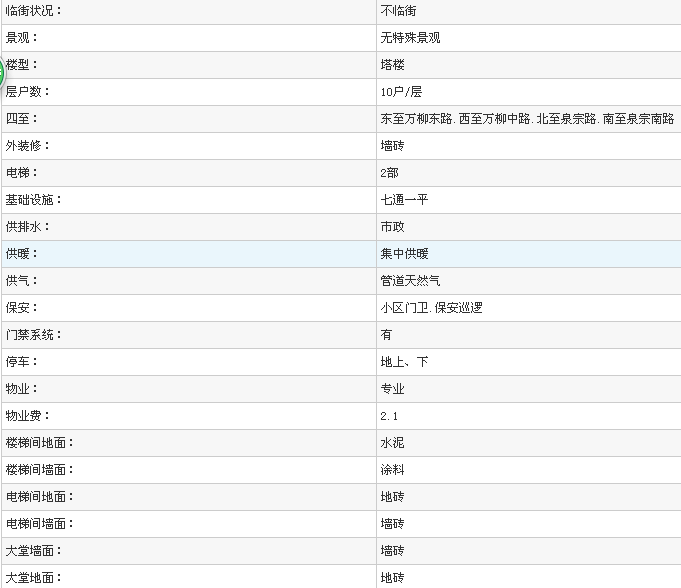 临街状况： 不临街
景观： 无特殊景观
楼型： 塔楼
层户数： 10户/层
四至： 东至万柳东路.西至万柳中路.北至泉宗路.南至泉宗南路
外装修： 墙砖
电梯： 2部
基础设施： 七通一平
供排水： 市政
供暖： 集中供暖
供气： 管道天然气
保安： 小区门卫.保安巡逻
门禁系统： 有
停车： 地上、下
物业： 专业
物业费： 2.1
楼梯间地面： 水泥
楼梯间墙面： 涂料
电梯间地面： 地砖
电梯间墙面： 墙砖
大堂墙面： 墙砖
大堂地面： 地砖